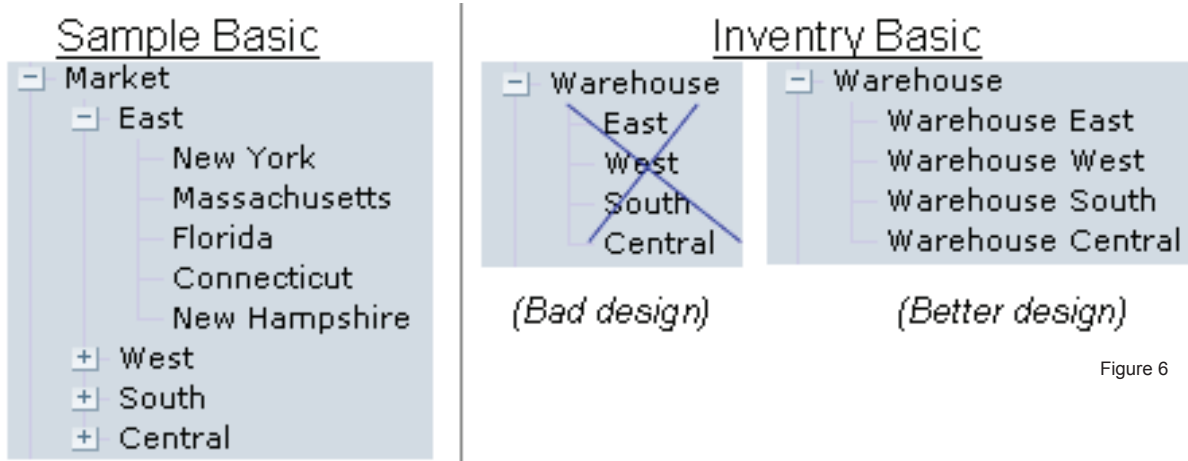 Sample Basic
Market
East
New York
Massachusetts
Florida
Connecticut
New Hampshire
West
South
Central
Inventry Basic
Warehouse
East
West
South
Central
(Bad design)
Warehouse
Warehouse East
Warehouse West
Warehouse South
Warehouse Central
(Better design)
Figure 6